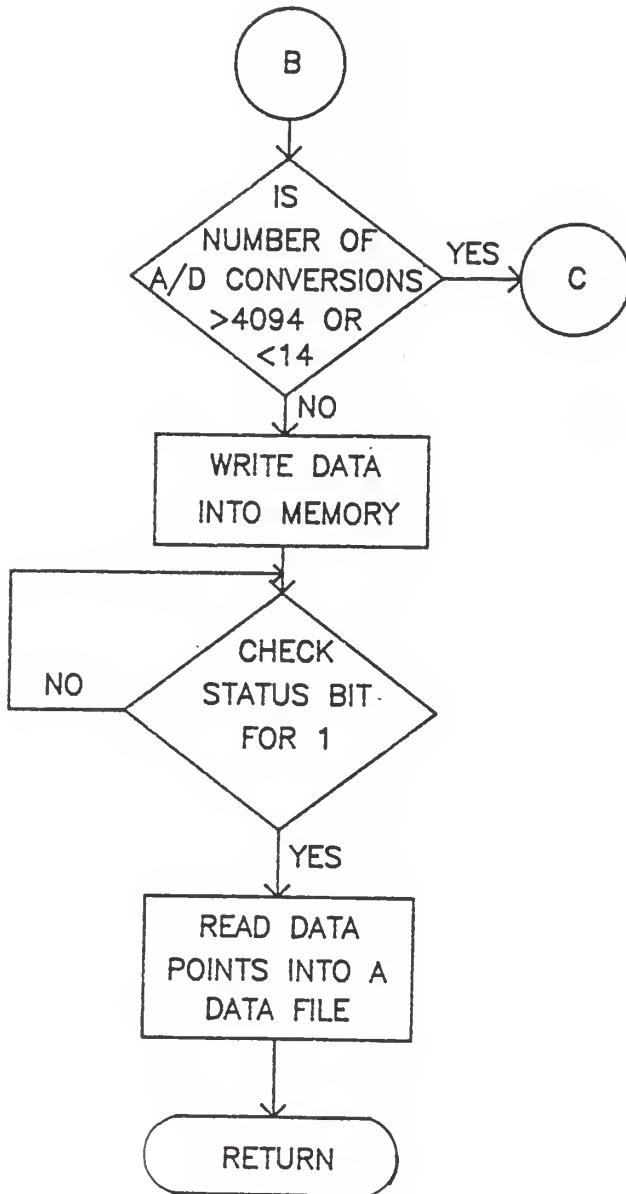 B
IS
NUMBER OF
A/D CONVERSIONS
>4094 OR
<14
YES
C
NO
WRITE DATA
INTO MEMORY
CHECK
STATUS BIT
FOR 1
NO
YES
READ DATA
POINTS INTO A
DATA FILE
RETURN